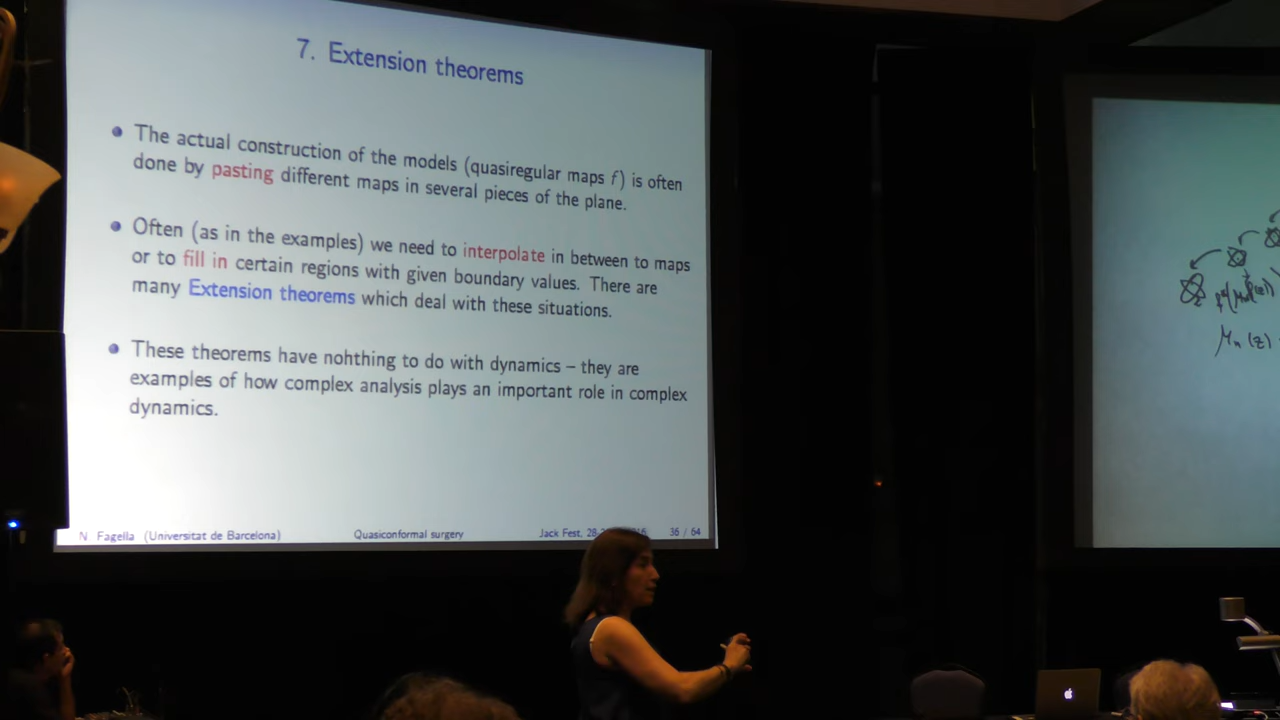 7. Extension theorems
The actual construction of the models (quasiregular maps f) is often
done by pasting different maps in several pieces of the plane.
Often (as in the examples) we need to interpolate in between to maps
or to fill in certain regions with given boundary values. There are
many Extension theorems which deal with these situations.
These theorems have nohthing to do with dynamics – they are
examples of how complex analysis plays an important role in complex
dynamics.
N. Fagella (Universitat de Barcelona) Quasiconformal surgery Jack Fest, 28 36 / 64
μn (z)